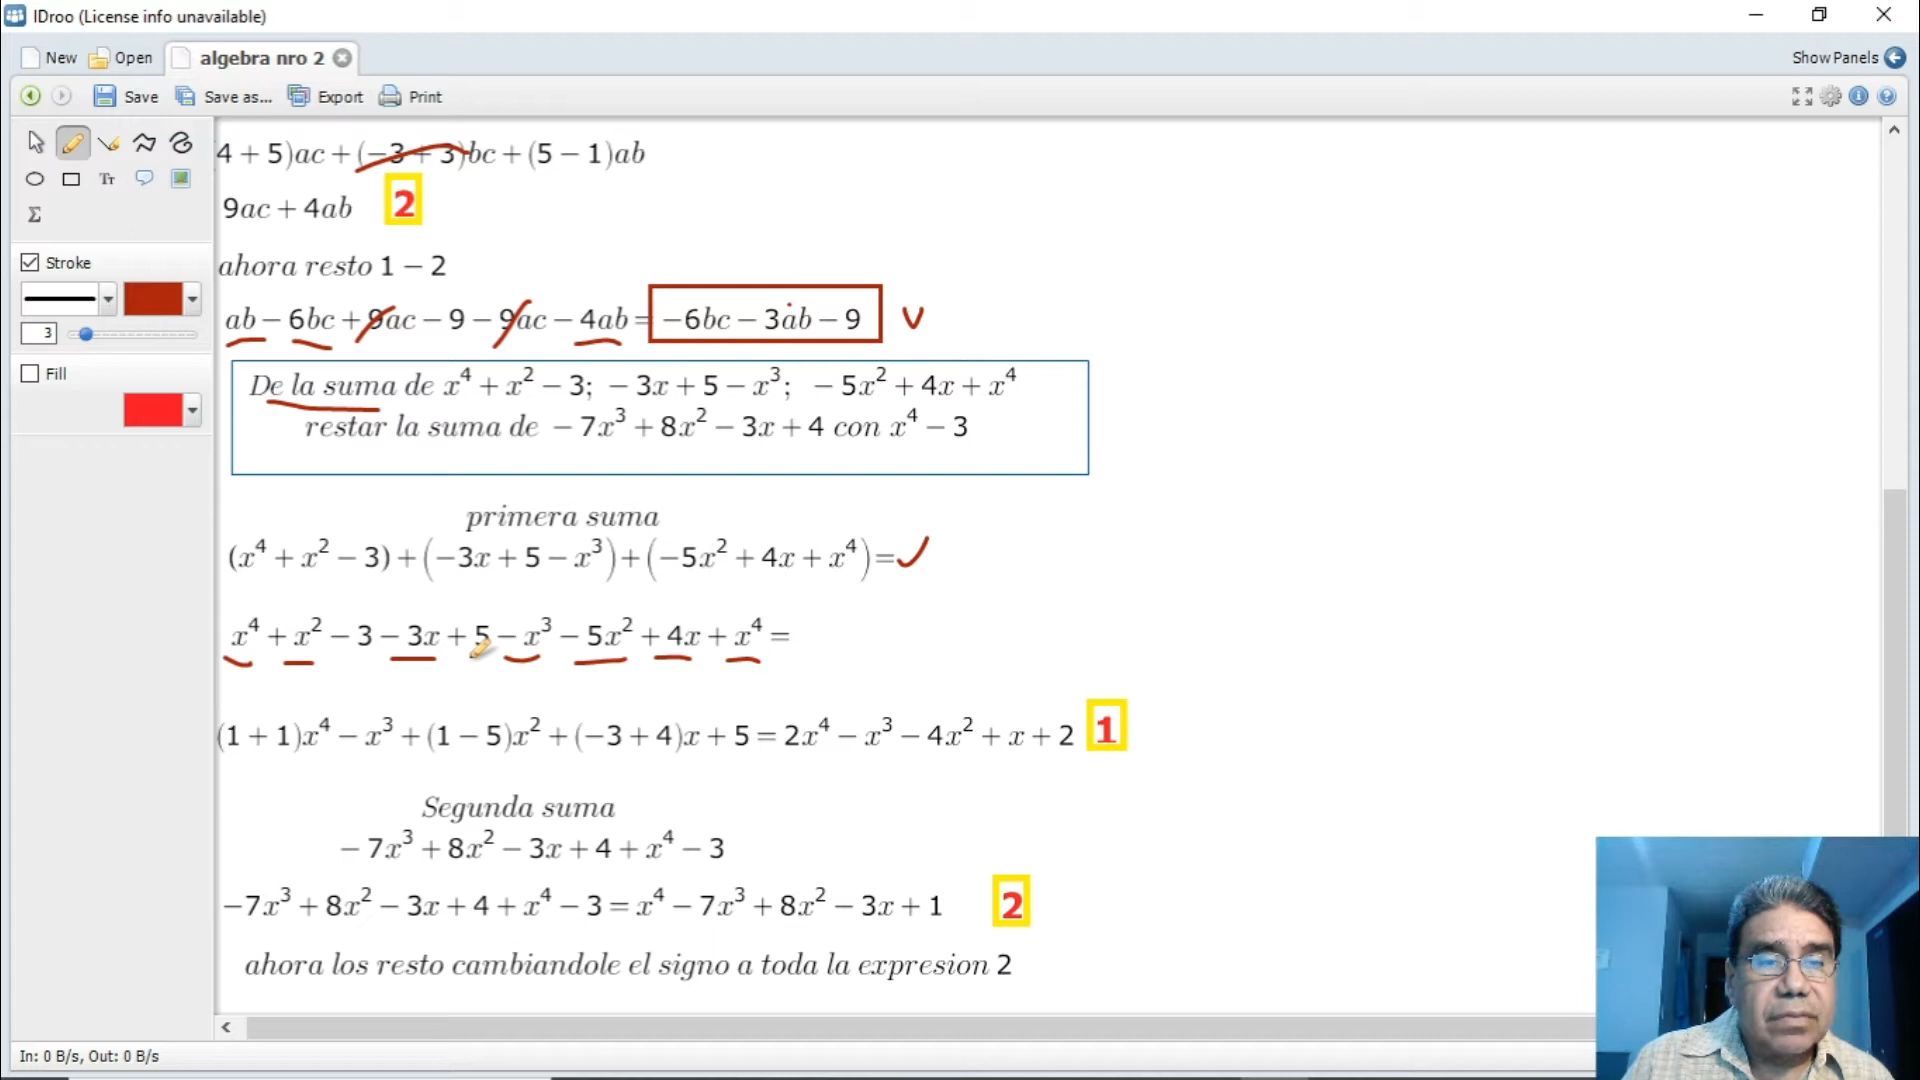 IDroo (License info unavailable)
New Open algebra nro 2 Show Panels
Save Save as... Export Print
Tr
Σ
Stroke
3
Fill
4 + 5)ac + (−3 + 3)bc + (5 − 1)ab
9ac + 4ab 2
ahora resto 1 − 2
ab − 6bc + 9ac − 9 − 9ac − 4ab = −6bc − 3ab − 9 v
De la suma de x⁴ + x² − 3; − 3x + 5 − x³; − 5x² + 4x + x⁴
restar la suma de − 7x³ + 8x² − 3x + 4 con x⁴ − 3
primera suma
(x⁴ + x² − 3) + (−3x + 5 − x³) + (−5x² + 4x + x⁴) =
x⁴ + x² − 3 − 3x + 5 − x³ − 5x² + 4x + x⁴ =
(1 + 1)x⁴ − x³ + (1 − 5)x² + (−3 + 4)x + 5 = 2x⁴ − x³ − 4x² + x + 2 1
Segunda suma
− 7x³ + 8x² − 3x + 4 + x⁴ − 3
−7x³ + 8x² − 3x + 4 + x⁴ − 3 = x⁴ − 7x³ + 8x² − 3x + 1 2
ahora los resto cambiandole el signo a toda la expresion 2
In: 0 B/s, Out: 0 B/s